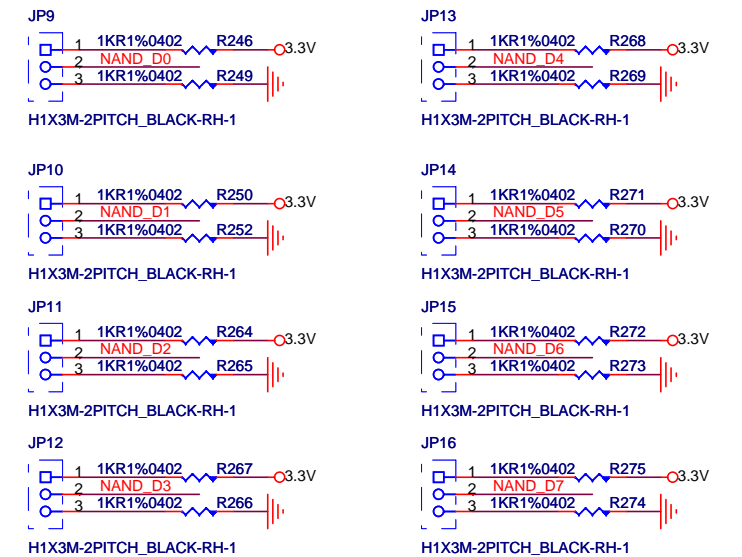 JP9
1 1KR1%0402 R246 3.3V
2 NAND_D0
3 1KR1%0402 R249
H1X3M-2PITCH_BLACK-RH-1
JP10
1 1KR1%0402 R250 3.3V
2 NAND_D1
3 1KR1%0402 R252
H1X3M-2PITCH_BLACK-RH-1
JP11
1 1KR1%0402 R264 3.3V
2 NAND_D2
3 1KR1%0402 R265
H1X3M-2PITCH_BLACK-RH-1
JP12
1 1KR1%0402 R267 3.3V
2 NAND_D3
3 1KR1%0402 R266
H1X3M-2PITCH_BLACK-RH-1
JP13
1 1KR1%0402 R268 3.3V
2 NAND_D4
3 1KR1%0402 R269
H1X3M-2PITCH_BLACK-RH-1
JP14
1 1KR1%0402 R271 3.3V
2 NAND_D5
3 1KR1%0402 R270
H1X3M-2PITCH_BLACK-RH-1
JP15
1 1KR1%0402 R272 3.3V
2 NAND_D6
3 1KR1%0402 R273
H1X3M-2PITCH_BLACK-RH-1
JP16
1 1KR1%0402 R275 3.3V
2 NAND_D7
3 1KR1%0402 R274
H1X3M-2PITCH_BLACK-RH-1